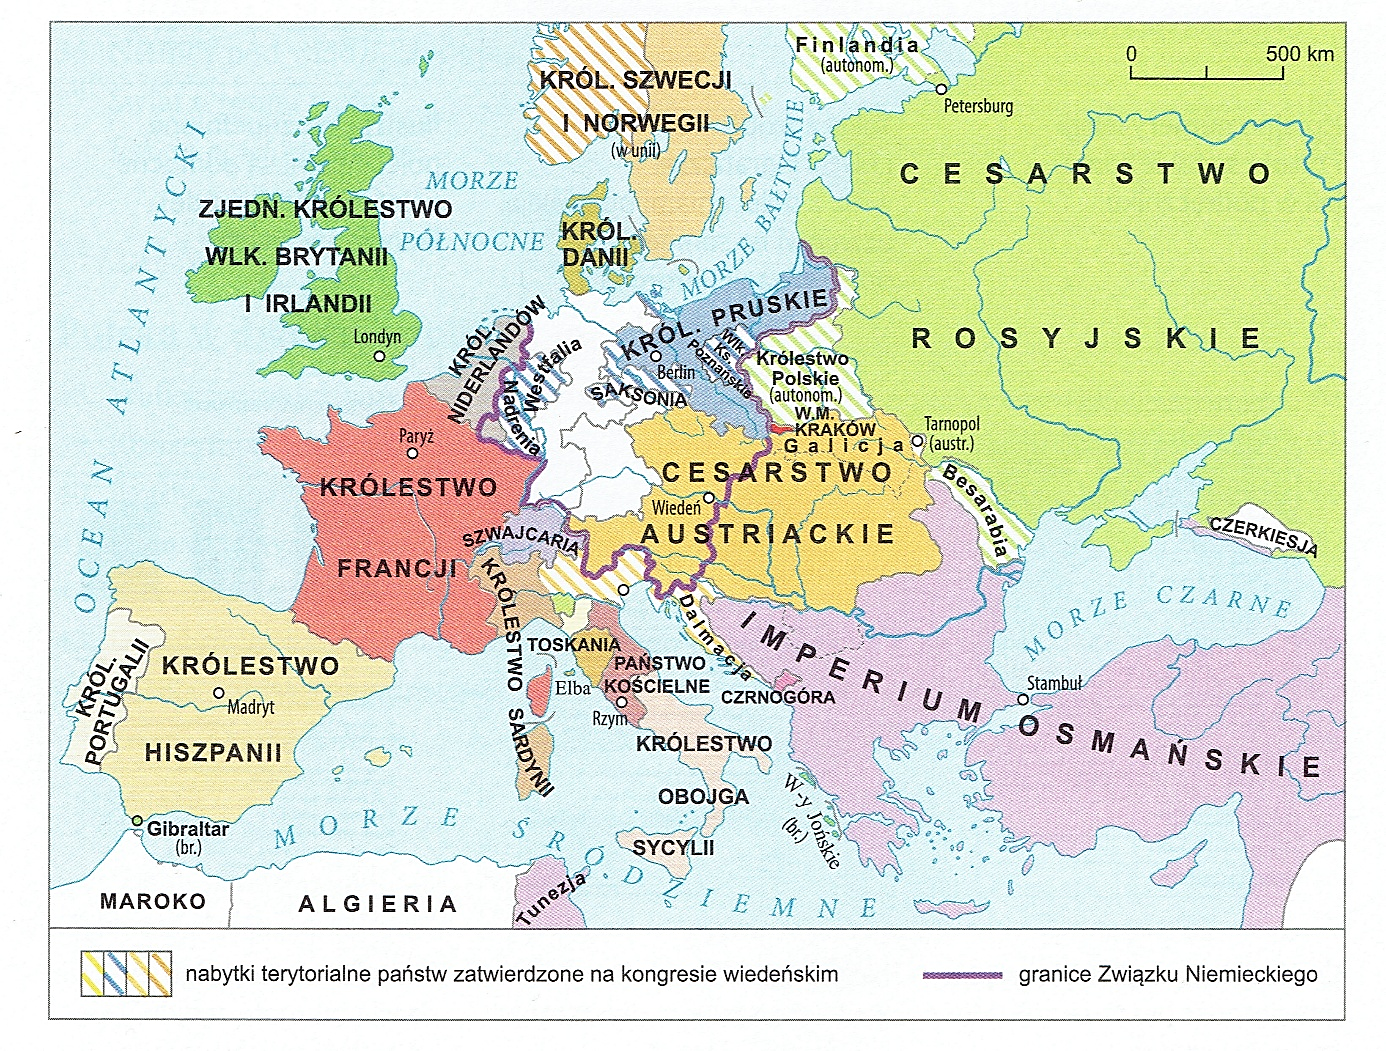 Finlandia
(autonom.)
0 500 km
KRÓL. SZWECJI
I NORWEGII
(w unii)
Petersburg
CESARSTWO
ROSYJSKIE
OCEAN ATLANTYCKI
MORZE
PÓŁNOCNE
MORZE BAŁTYCKIE
MORZE BAŁTYCKIE
ZJEDN. KRÓLESTWO
WLK. BRYTANII
I IRLANDII
Londyn
KRÓL.
DANII
KRÓL.
NIDERLANDÓW
Westfalia
Nadrenia
KRÓL. PRUSKIE
Berlin
Wlk.
Ks.
Poznańskie
SAKSONIA
Królestwo
Polskie
(autonom.)
W.M.
KRAKÓW
Galicja
Tarnopol
(austr.)
Besarabia
CESARSTWO
Wiedeń
AUSTRIACKIE
Paryż
KRÓLESTWO
FRANCJI
SZWAJCARIA
CZERKIESJA
MORZE CZARNE
KRÓLESTWO SARDYNII
TOSKANIA
PAŃSTWO
KOŚCIELNE
Elba
Rzym
Dalmacja
CZRNOGÓRA
IMPERIUM OSMAŃSKIE
Stambuł
KRÓL.
PORTUGALII
KRÓLESTWO
Madryt
HISZPANII
KRÓLESTWO
OBOJGA
SYCYLII
W-y Jońskie
(br.)
Gibraltar
(br.)
MORZE ŚRÓDZIEMNE
MAROKO
ALGIERIA
Tunezja
nabytki terytorialne państw zatwierdzone na kongresie wiedeńskim
granice Związku Niemieckiego